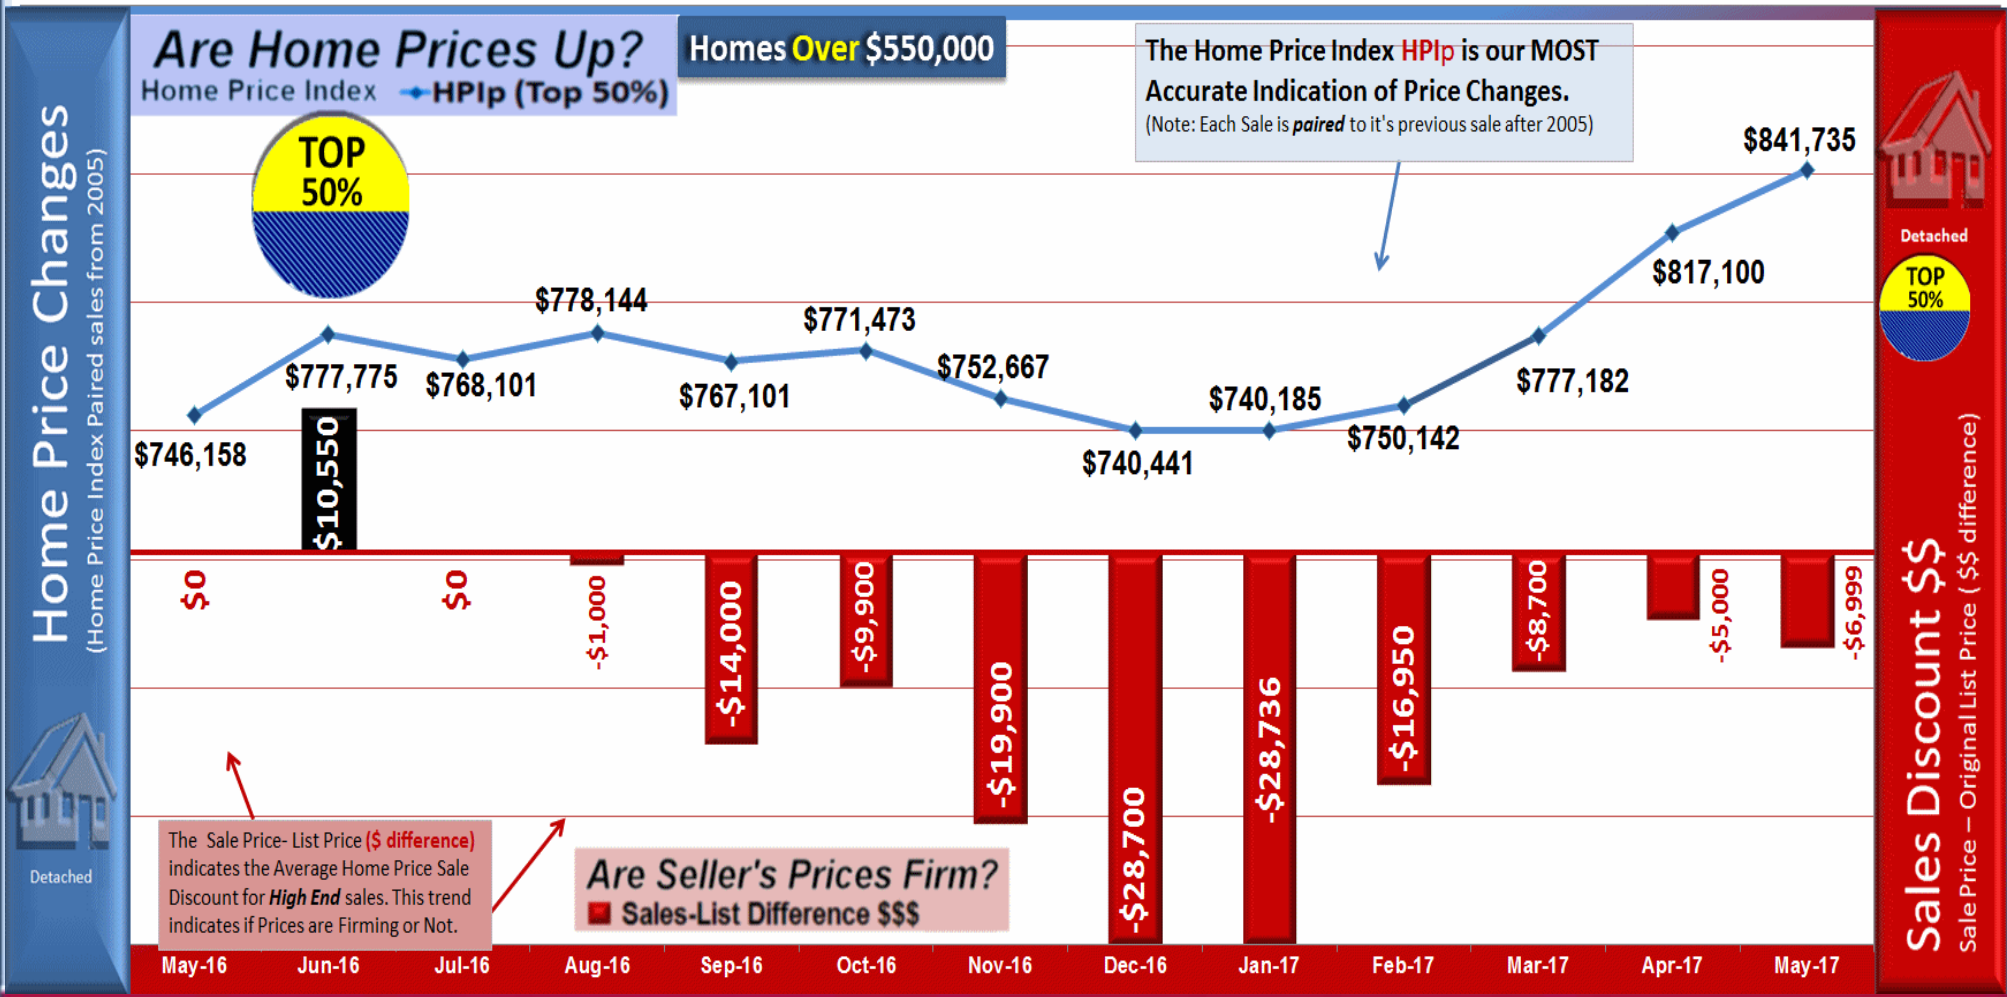 Are Home Prices Up?
Home Price Index HPIp (Top 50%)
Homes Over $550,000
The Home Price Index HPIp is our MOST
Accurate Indication of Price Changes.
(Note: Each Sale is paired to it's previous sale after 2005)
TOP
50%
Home Price Changes
(Home Price Index Paired sales from 2005)
Detached
$746,158
$777,775
$768,101
$778,144
$767,101
$771,473
$752,667
$740,441
$740,185
$750,142
$777,182
$817,100
$841,735
$0
$10,550
$0
-$1,000
-$14,000
-$9,900
-$19,900
-$28,700
-$28,736
-$16,950
-$8,700
-$5,000
-$6,999
The Sale Price- List Price ($ difference)
indicates the Average Home Price Sale
Discount for High End sales. This trend
indicates if Prices are Firming or Not.
Are Seller's Prices Firm?
Sales-List Difference $$$
May-16 Jun-16 Jul-16 Aug-16 Sep-16 Oct-16 Nov-16 Dec-16 Jan-17 Feb-17 Mar-17 Apr-17 May-17
Detached
TOP
50%
Sales Discount $$
Sale Price – Original List Price ( $$ difference)